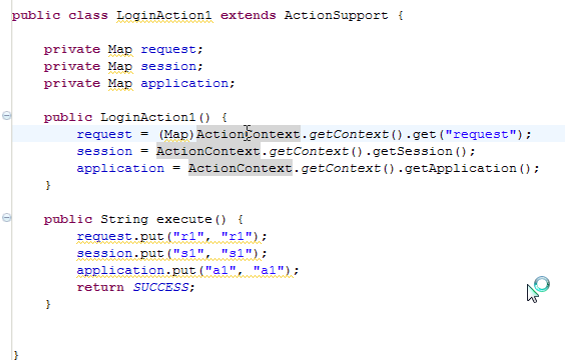 public class LoginAction1 extends ActionSupport {
private Map request;
private Map session;
private Map application;
public LoginAction1() {
request = (Map)ActionContext.getContext().get("request");
session = ActionContext.getContext().getSession();
application = ActionContext.getContext().getApplication();
}
public String execute() {
request.put("r1", "r1");
session.put("s1", "s1");
application.put("a1", "a1");
return SUCCESS;
}
}